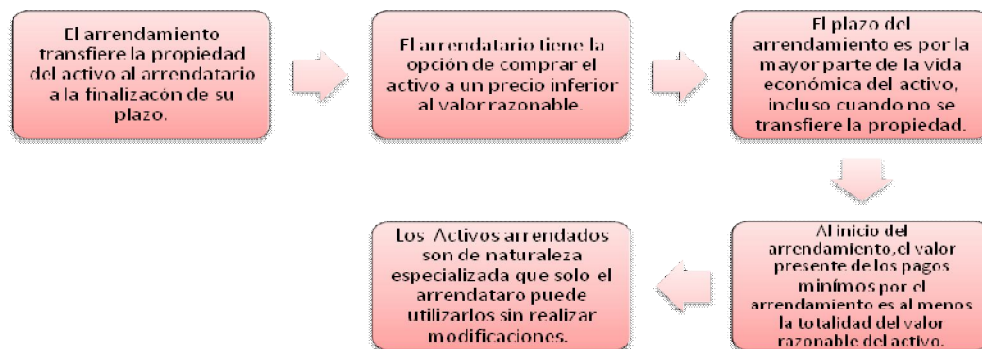 El arrendamiento
transfiere la propiedad
del activo al arrendatario
a la finalizacón de su
plazo.
El arrendatario tiene la
opción de comprar el
activo a un precio inferior
al valor razonable.
El plazo del
arrendamiento es por la
mayor parte de la vida
económica del activo,
incluso cuando no se
transfiere la propiedad.
Al inicio del
arrendamiento, el valor
presente de los pagos
minímos por el
arrendamiento es al menos
la totalidad del valor
razonable del activo.
Los Activos arrendados
son de naturaleza
especializada que solo el
arrendataro puede
utilizarlos sin realizar
modificaciones.